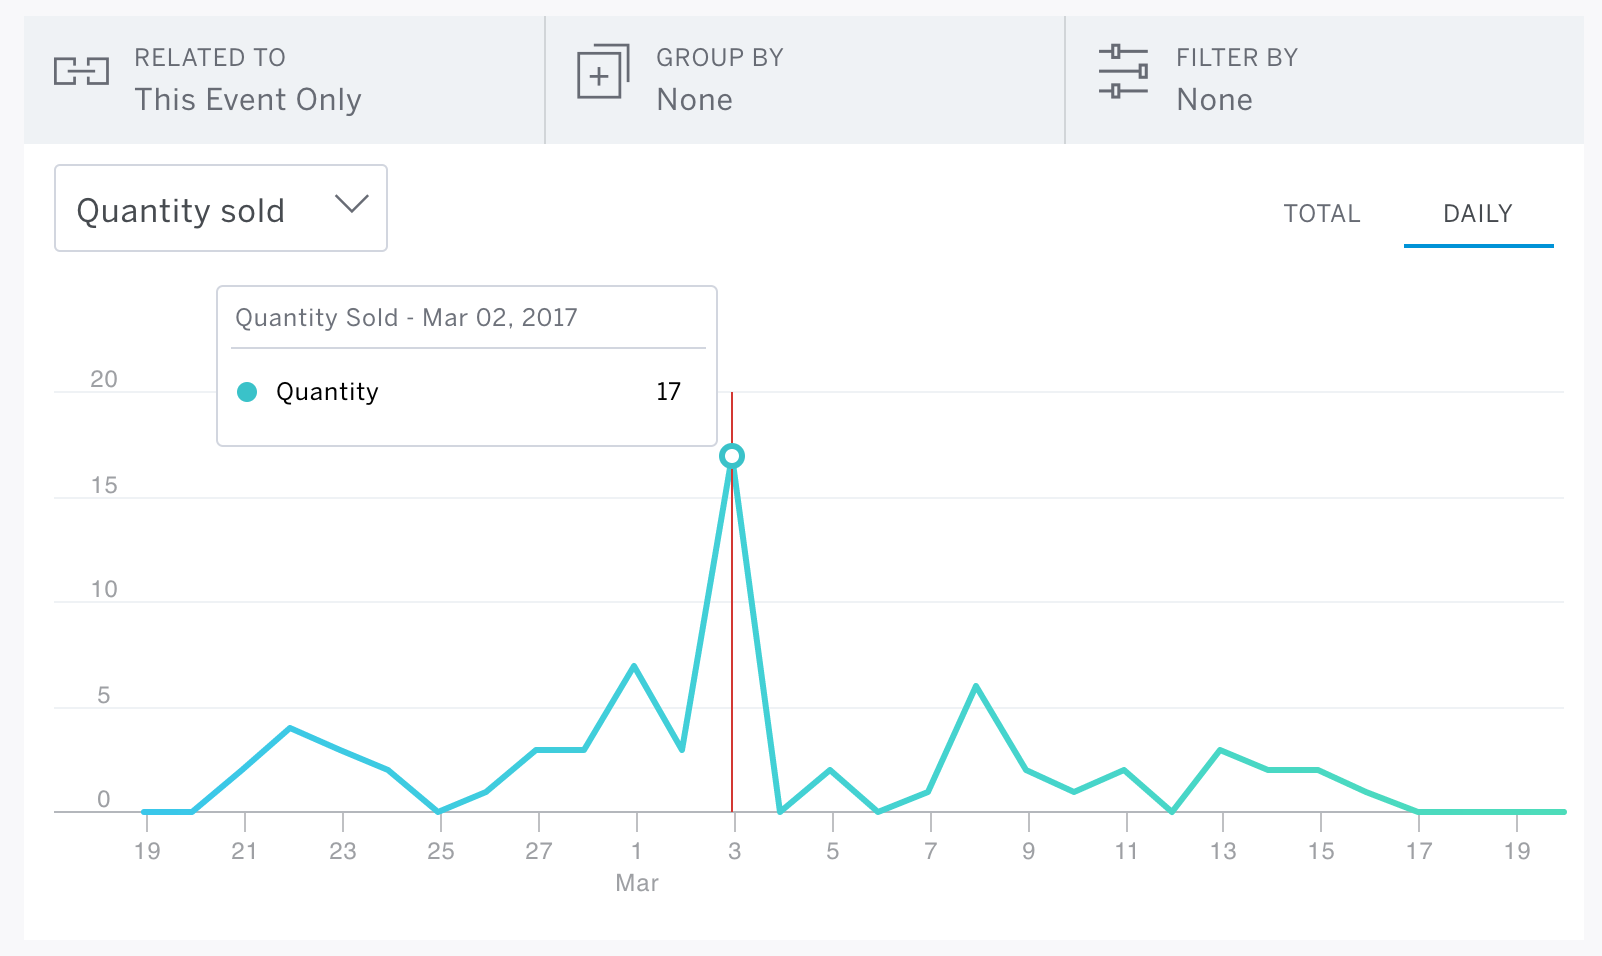 RELATED TO
This Event Only
GROUP BY
None
FILTER BY
None
Quantity sold
TOTAL
DAILY
Quantity Sold - Mar 02, 2017
Quantity 17
20
15
10
5
0
19 21 23 25 27 1 3 5 7 9 11 13 15 17 19
Mar